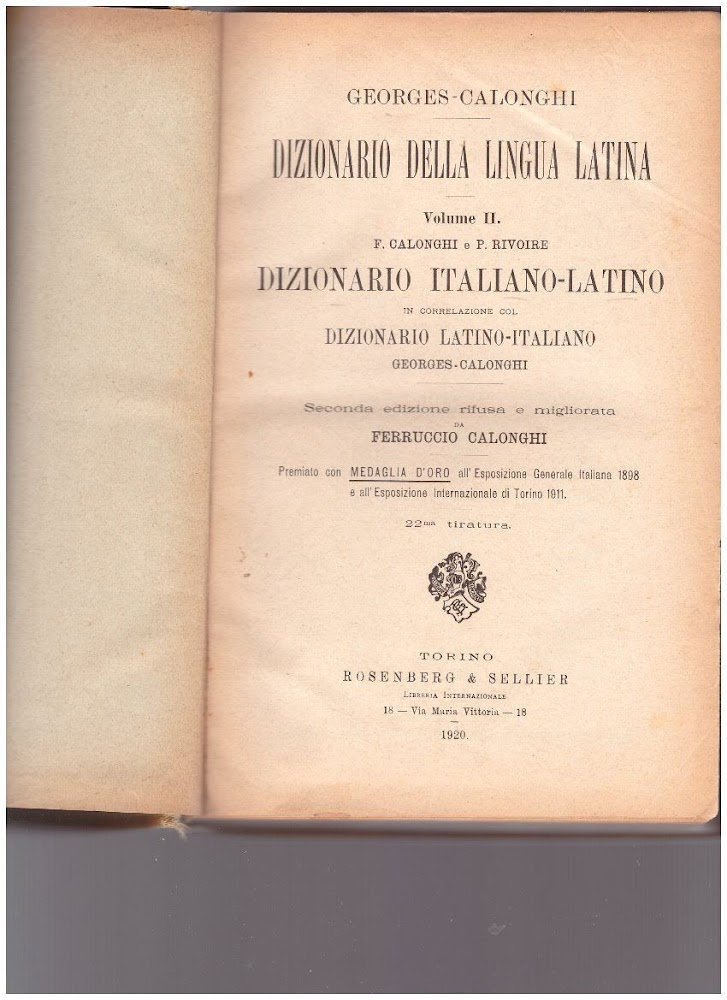 GEORGES-CALONGHI
DIZIONARIO DELLA LINGUA LATINA
Volume II.
F. CALONGHI e P. RIVOIRE
DIZIONARIO ITALIANO-LATINO
IN CORRELAZIONE COL
DIZIONARIO LATINO-ITALIANO
GEORGES-CALONGHI
Seconda edizione rifusa e migliorata
DA
FERRUCCIO CALONGHI
Premiato con MEDAGLIA D'ORO all'Esposizione Generale Italiana 1898
e all'Esposizione Internazionale di Torino 1911.
22ma tiratura.
TORINO
ROSENBERG & SELLIER
LIBRERIA INTERNAZIONALE
18 — Via Maria Vittoria — 18
1920.